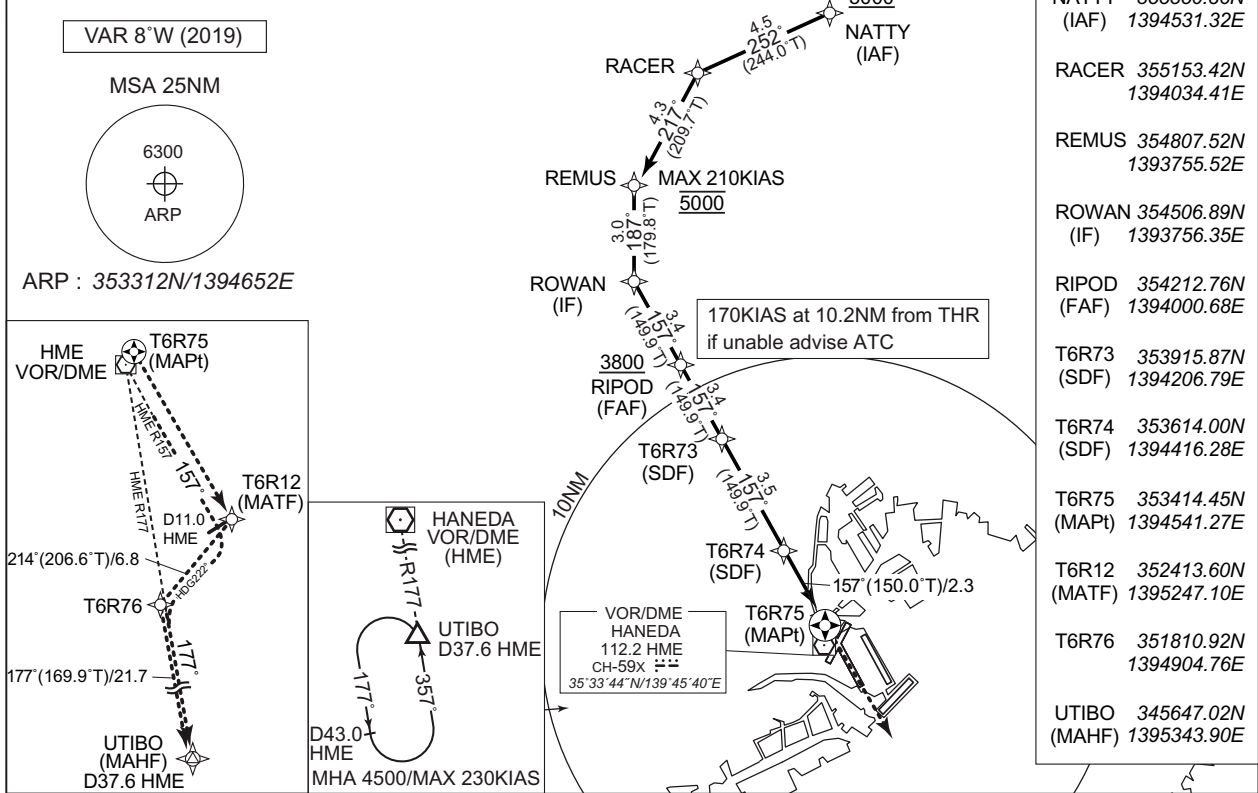 VAR 8°W (2019)
MSA 25NM
6300
ARP
ARP : 353312N/1394652E
NATTY
(IAF)
4.5
252°
(244.0°T)
RACER
4.3
217°
(209.7°T)
REMUS
MAX 210KIAS
5000
3.0
187°
(179.8°T)
ROWAN
(IF)
3.4
157°
(149.9°T)
170KIAS at 10.2NM from THR
if unable advise ATC
3800
RIPOD
(FAF)
3.4
157°
(149.9°T)
T6R73
(SDF)
3.5
157°
(149.9°T)
10NM
T6R74
(SDF)
157°(150.0°T)/2.3
T6R75
(MAPt)
VOR/DME
HANEDA
112.2 HME
CH-59X
35°33´44˝N/139°45´40˝E
HME
VOR/DME
T6R75
(MAPt)
HME R157
157°
HME R177
T6R12
(MATF)
D11.0
HME
214°(206.6°T)/6.8
HDG222°
T6R76
177°
177°(169.9°T)/21.7
UTIBO
(MAHF)
D37.6 HME
HANEDA
VOR/DME
(HME)
R177
UTIBO
D37.6 HME
177°
357°
D43.0
HME
MHA 4500/MAX 230KIAS
(IAF) 1394531.32E
RACER 355153.42N
1394034.41E
REMUS 354807.52N
1393755.52E
ROWAN 354506.89N
(IF) 1393756.35E
RIPOD 354212.76N
(FAF) 1394000.68E
T6R73 353915.87N
(SDF) 1394206.79E
T6R74 353614.00N
(SDF) 1394416.28E
T6R75 353414.45N
(MAPt) 1394541.27E
T6R12 352413.60N
(MATF) 1395247.10E
T6R76 351810.92N
1394904.76E
UTIBO 345647.02N
(MAHF) 1395343.90E